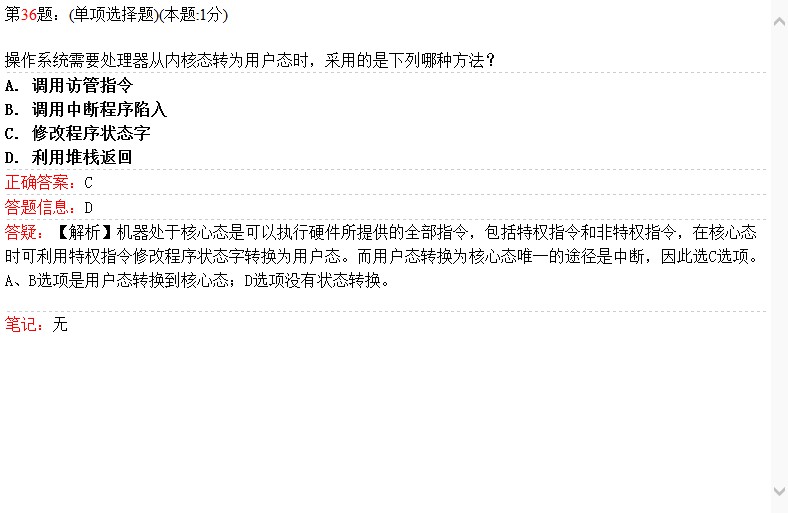 第36题：(单项选择题)(本题:1分)
操作系统需要处理器从内核态转为用户态时，采用的是下列哪种方法？
A. 调用访管指令
B. 调用中断程序陷入
C. 修改程序状态字
D. 利用堆栈返回
正确答案：C
答题信息：D
答疑：【解析】机器处于核心态是可以执行硬件所提供的全部指令，包括特权指令和非特权指令，在核心态
时可利用特权指令修改程序状态字转换为用户态。而用户态转换为核心态唯一的途径是中断，因此选C选项。
A、B选项是用户态转换到核心态；D选项没有状态转换。
笔记：无